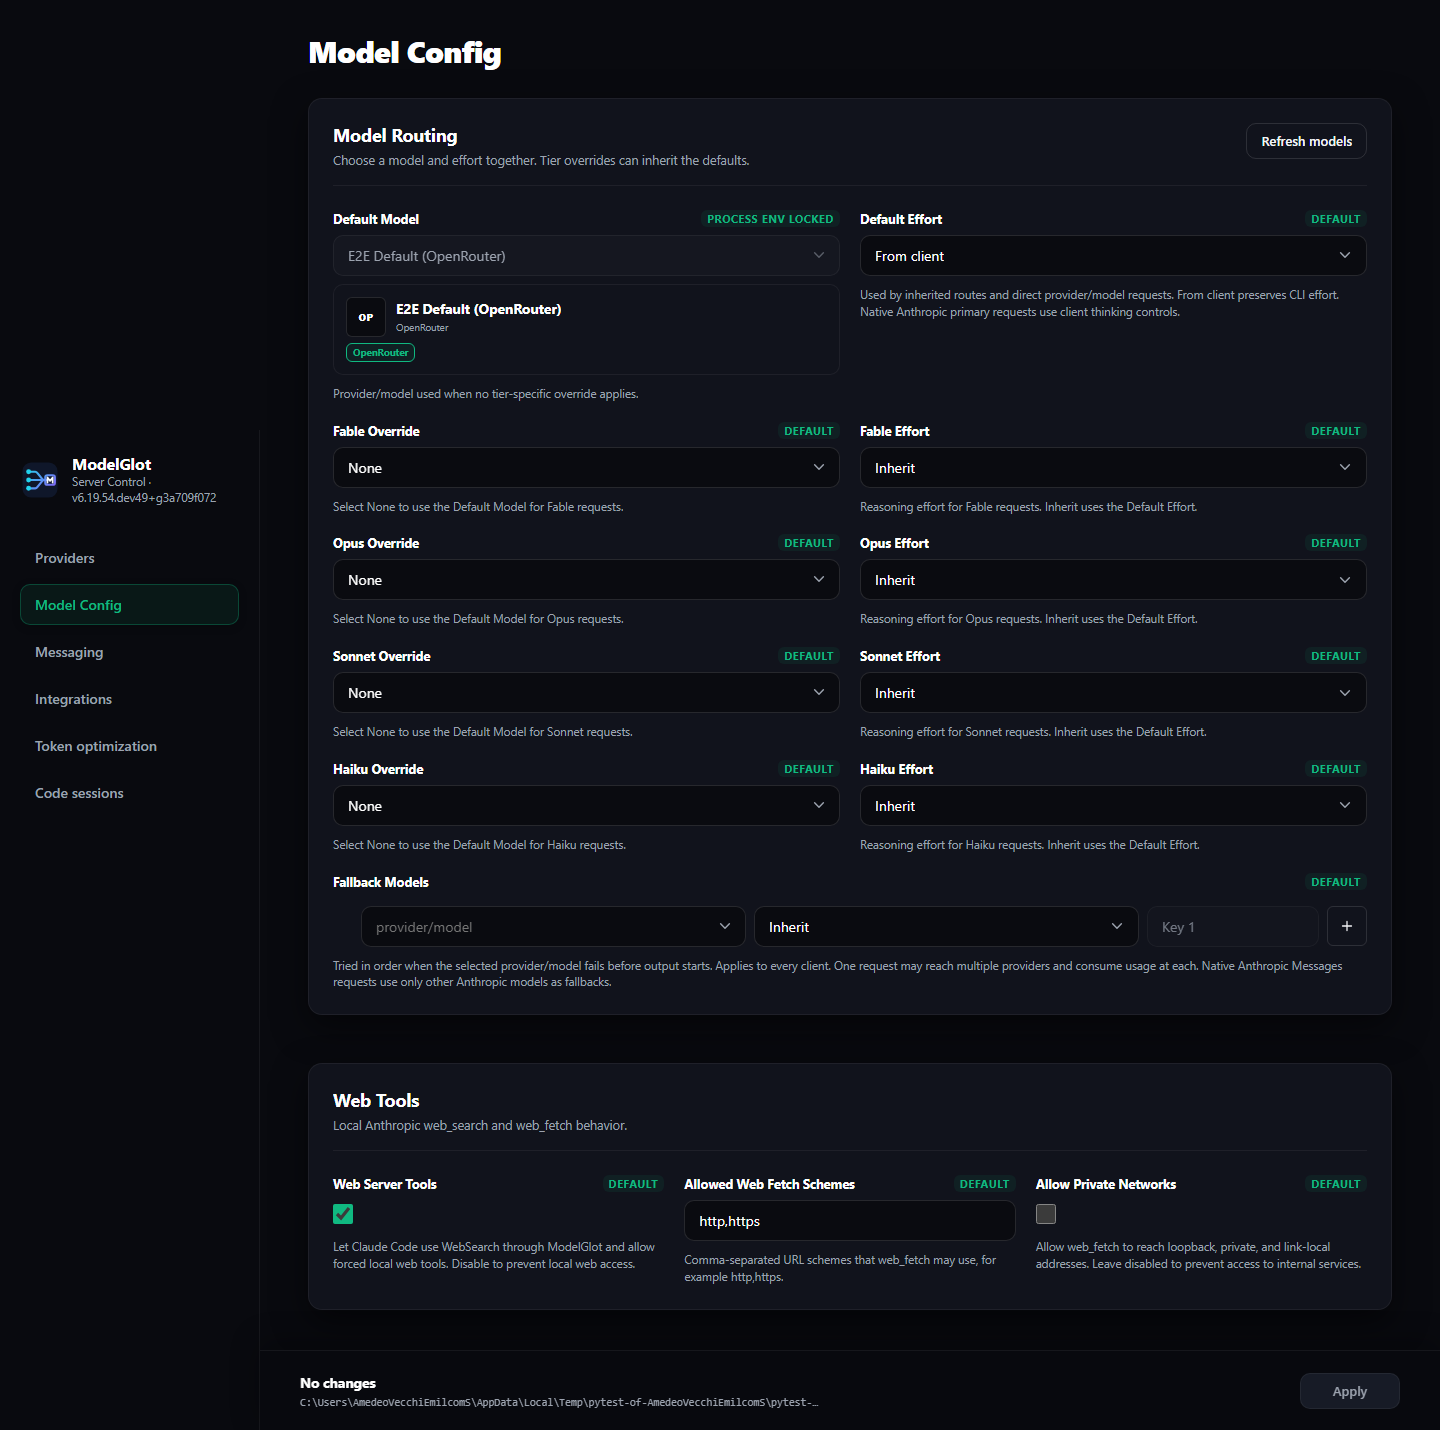 Model Config
Model Routing
Choose a model and effort together. Tier overrides can inherit the defaults.
Refresh models
Default Model
PROCESS ENV LOCKED
E2E Default (OpenRouter)
OP
E2E Default (OpenRouter)
OpenRouter
OpenRouter
Provider/model used when no tier-specific override applies.
Default Effort
DEFAULT
From client
Used by inherited routes and direct provider/model requests. From client preserves CLI effort.
Native Anthropic primary requests use client thinking controls.
Fable Override
DEFAULT
None
Select None to use the Default Model for Fable requests.
Fable Effort
DEFAULT
Inherit
Reasoning effort for Fable requests. Inherit uses the Default Effort.
Opus Override
DEFAULT
None
Select None to use the Default Model for Opus requests.
Opus Effort
DEFAULT
Inherit
Reasoning effort for Opus requests. Inherit uses the Default Effort.
Sonnet Override
DEFAULT
None
Select None to use the Default Model for Sonnet requests.
Sonnet Effort
DEFAULT
Inherit
Reasoning effort for Sonnet requests. Inherit uses the Default Effort.
Haiku Override
DEFAULT
None
Select None to use the Default Model for Haiku requests.
Haiku Effort
DEFAULT
Inherit
Reasoning effort for Haiku requests. Inherit uses the Default Effort.
Fallback Models
DEFAULT
provider/model
Inherit
Key 1
+
Tried in order when the selected provider/model fails before output starts. Applies to every client. One request may reach multiple providers and consume usage at each. Native Anthropic Messages
requests use only other Anthropic models as fallbacks.
M
ModelGlot
Server Control ·
v6.19.54.dev49+g3a709f072
Providers
Model Config
Messaging
Integrations
Token optimization
Code sessions
Web Tools
Local Anthropic web_search and web_fetch behavior.
Web Server Tools
DEFAULT
Let Claude Code use WebSearch through ModelGlot and allow
forced local web tools. Disable to prevent local web access.
Allowed Web Fetch Schemes
DEFAULT
http,https
Comma-separated URL schemes that web_fetch may use, for
example http,https.
Allow Private Networks
DEFAULT
Allow web_fetch to reach loopback, private, and link-local
addresses. Leave disabled to prevent access to internal services.
No changes
C:\Users\AmedeoVecchiEmilcomS\AppData\Local\Temp\pytest-of-AmedeoVecchiEmilcomS\pytest-…
Apply